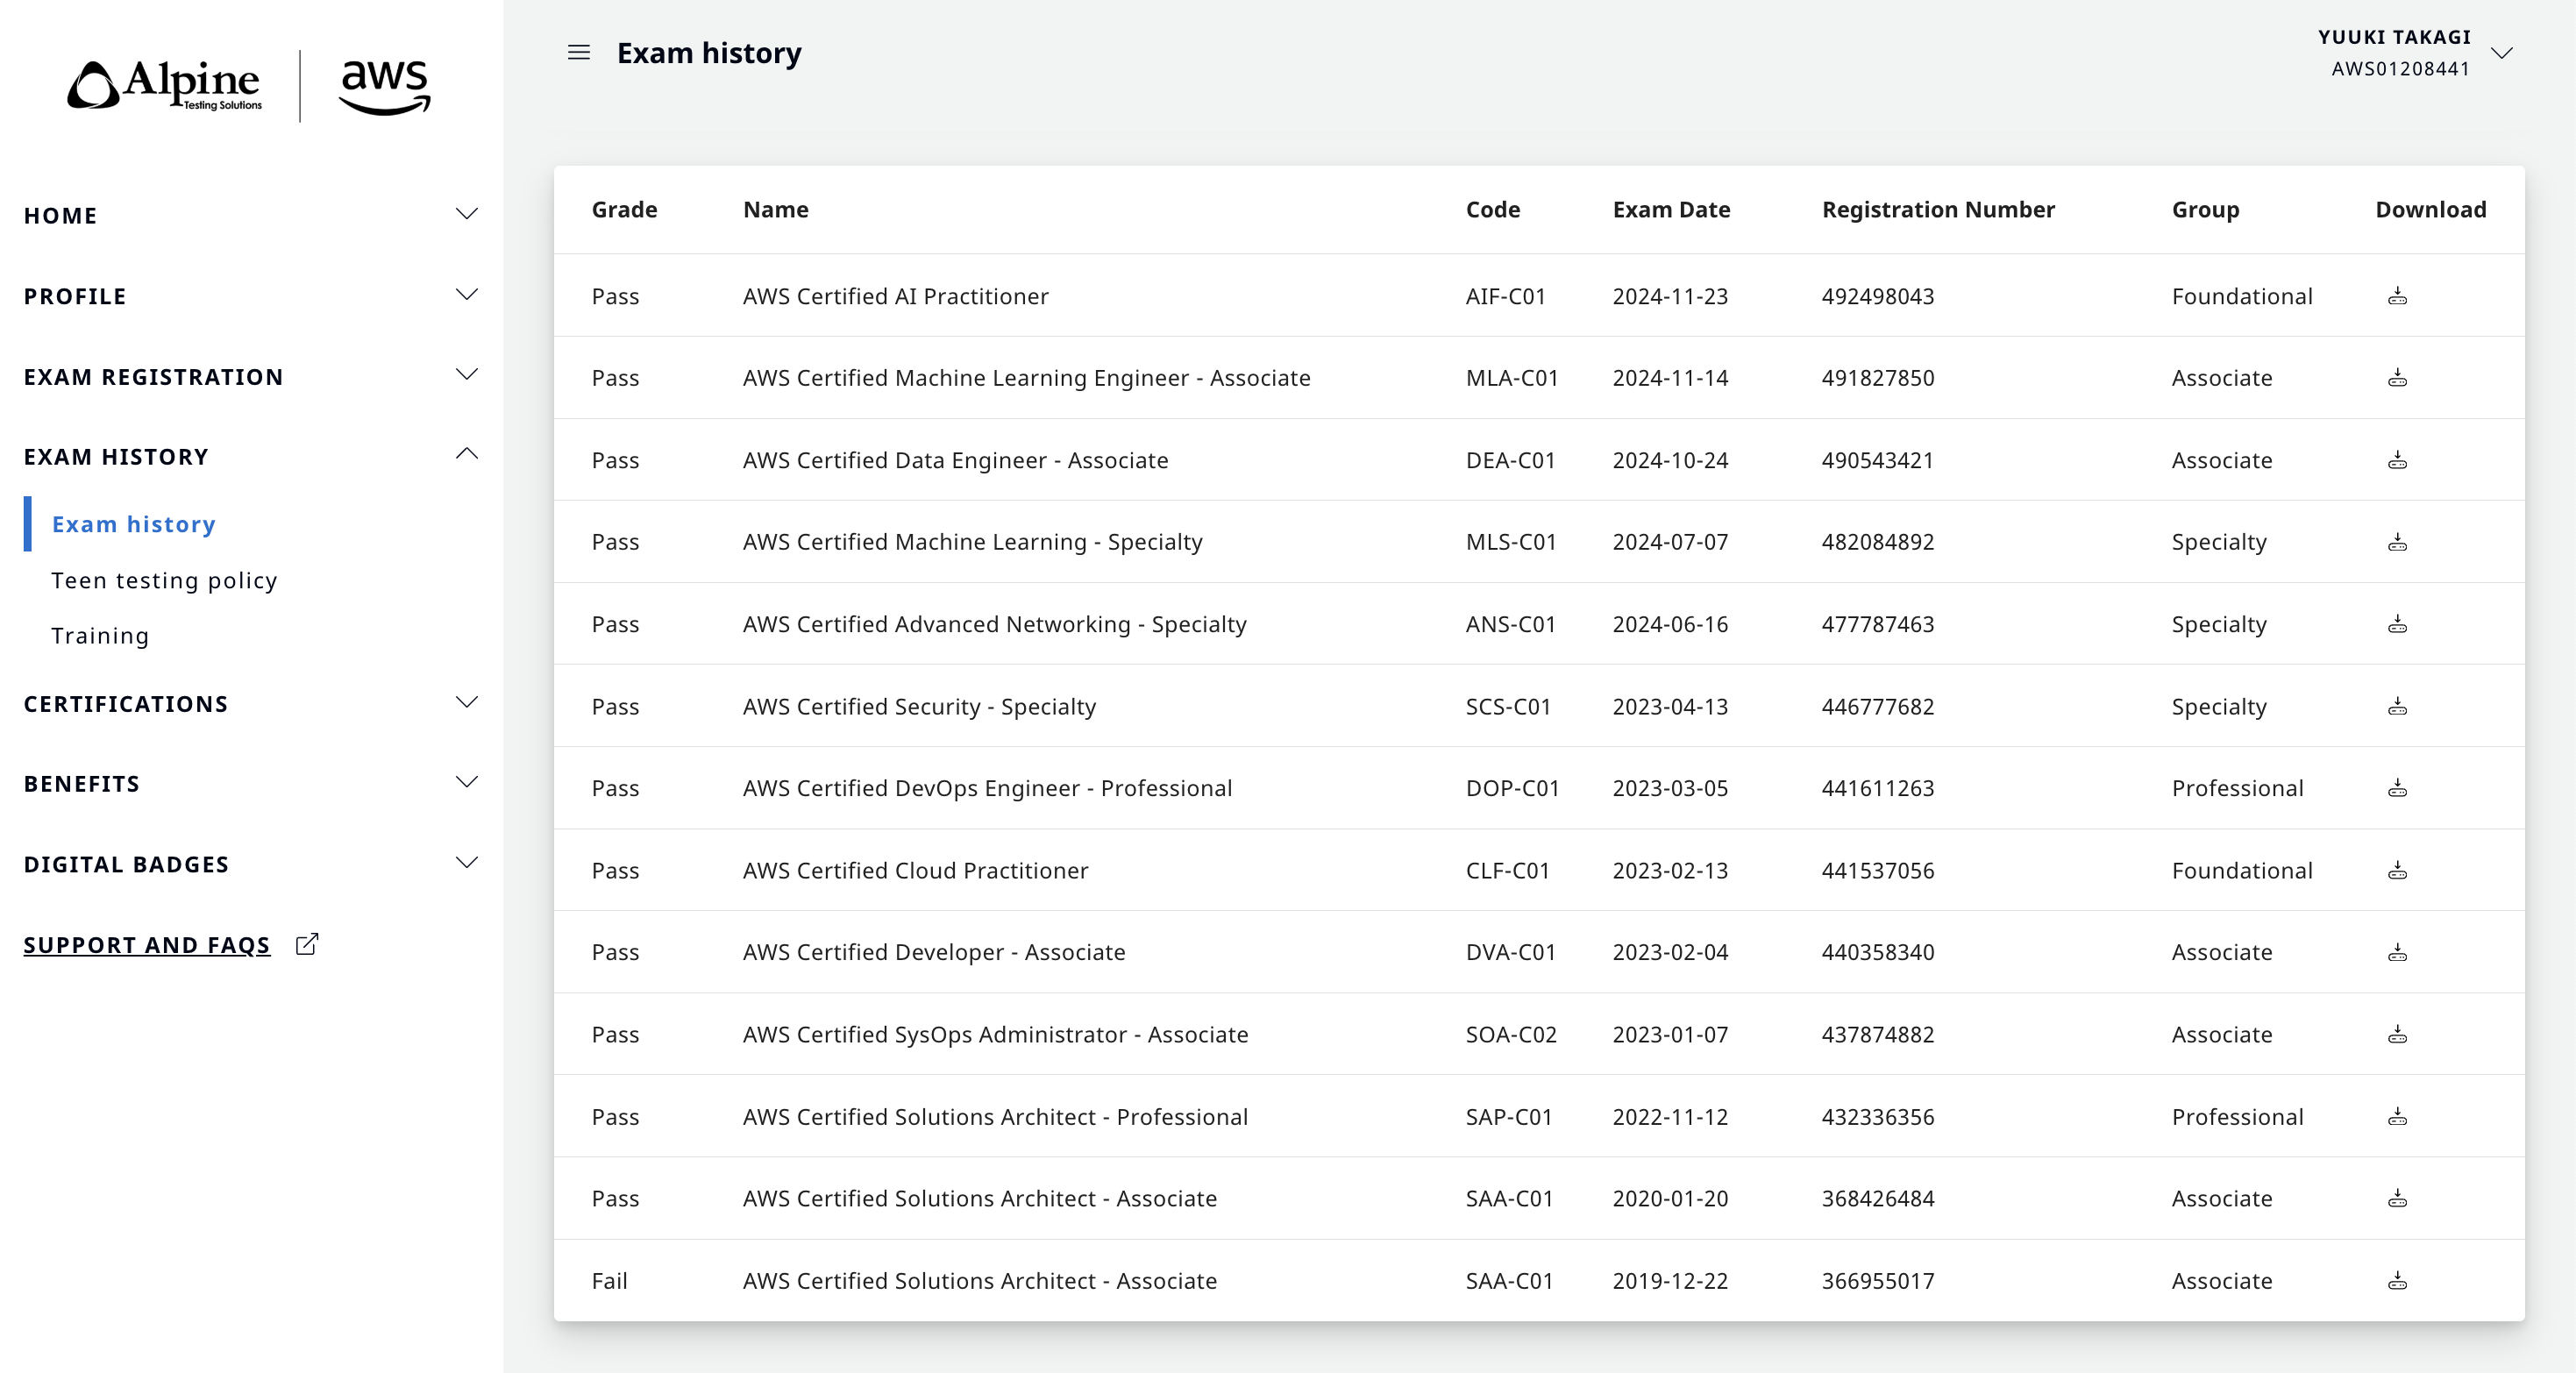 Alpine
Testing Solutions
aws
HOME
PROFILE
EXAM REGISTRATION
EXAM HISTORY
Exam history
Teen testing policy
Training
CERTIFICATIONS
BENEFITS
DIGITAL BADGES
SUPPORT AND FAQS
Exam history
YUUKI TAKAGI
AWS01208441
Grade Name Code Exam Date Registration Number Group Download
Pass AWS Certified AI Practitioner AIF-C01 2024-11-23 492498043 Foundational
Pass AWS Certified Machine Learning Engineer - Associate MLA-C01 2024-11-14 491827850 Associate
Pass AWS Certified Data Engineer - Associate DEA-C01 2024-10-24 490543421 Associate
Pass AWS Certified Machine Learning - Specialty MLS-C01 2024-07-07 482084892 Specialty
Pass AWS Certified Advanced Networking - Specialty ANS-C01 2024-06-16 477787463 Specialty
Pass AWS Certified Security - Specialty SCS-C01 2023-04-13 446777682 Specialty
Pass AWS Certified DevOps Engineer - Professional DOP-C01 2023-03-05 441611263 Professional
Pass AWS Certified Cloud Practitioner CLF-C01 2023-02-13 441537056 Foundational
Pass AWS Certified Developer - Associate DVA-C01 2023-02-04 440358340 Associate
Pass AWS Certified SysOps Administrator - Associate SOA-C02 2023-01-07 437874882 Associate
Pass AWS Certified Solutions Architect - Professional SAP-C01 2022-11-12 432336356 Professional
Pass AWS Certified Solutions Architect - Associate SAA-C01 2020-01-20 368426484 Associate
Fail AWS Certified Solutions Architect - Associate SAA-C01 2019-12-22 366955017 Associate